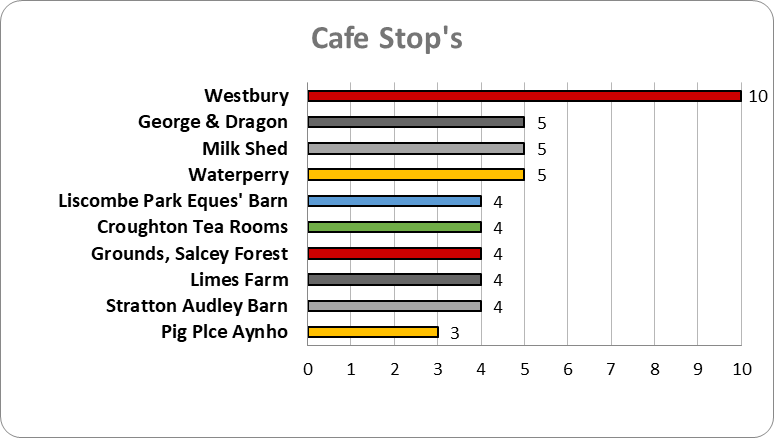 Cafe Stop's
Westbury 10
George & Dragon 5
Milk Shed 5
Waterperry 5
Liscombe Park Eques' Barn 4
Croughton Tea Rooms 4
Grounds, Salcey Forest 4
Limes Farm 4
Stratton Audley Barn 4
Pig Plce Aynho 3
0 1 2 3 4 5 6 7 8 9 10